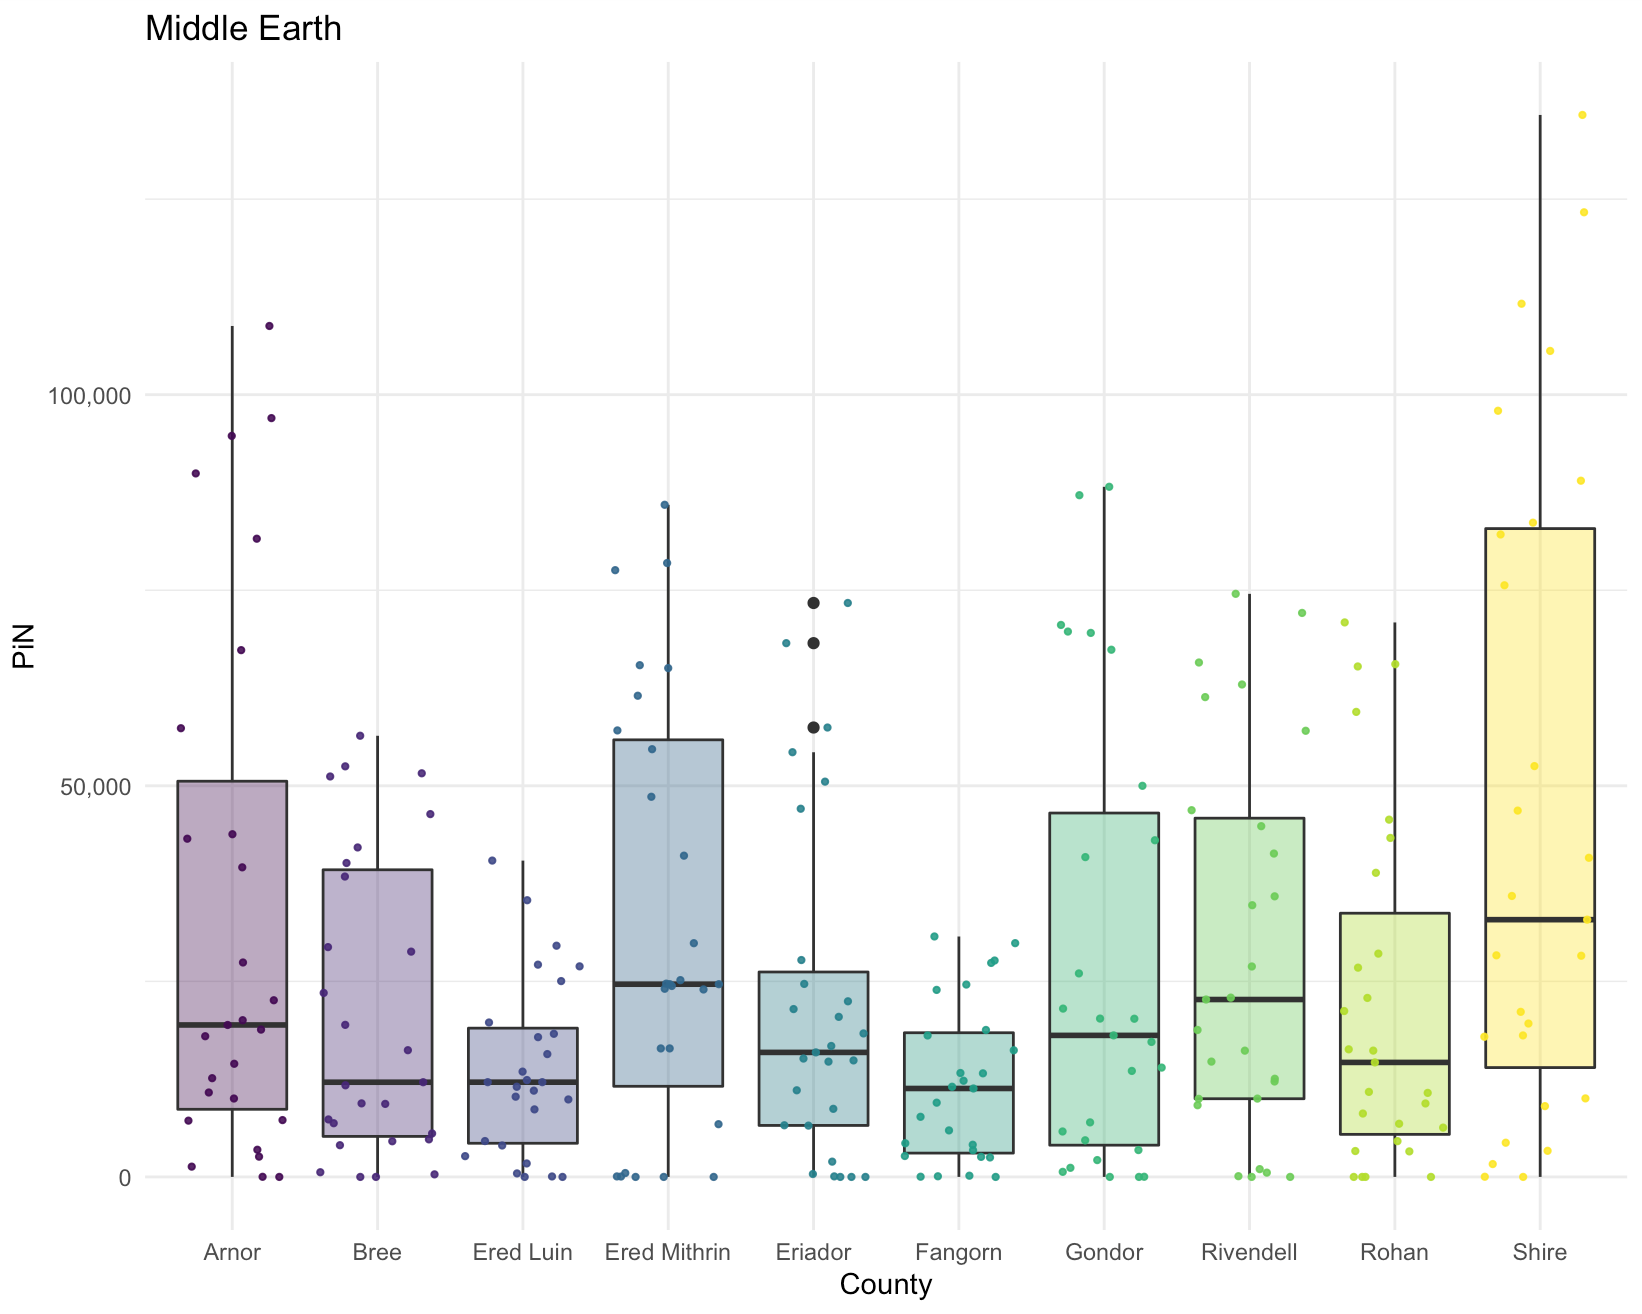 Middle Earth
PiN
100,000
50,000
0
Arnor Bree Ered Luin Ered Mithrin Eriador Fangorn Gondor Rivendell Rohan Shire
County